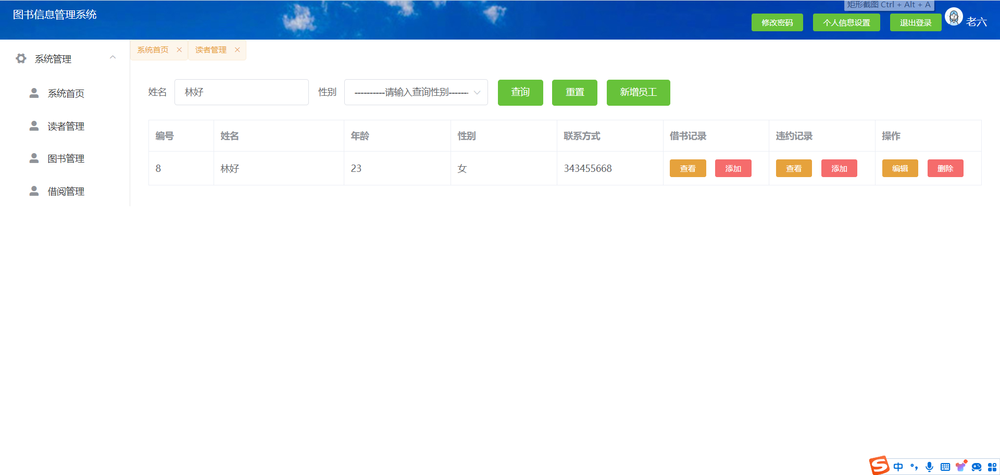 图书信息管理系统
矩形截图 Ctrl + Alt + A
修改密码 个人信息设置 退出登录 老六
系统管理
系统首页
读者管理
图书管理
借阅管理
系统首页 × 读者管理 ×
姓名 林好 性别 ----------请输入查询性别------- 查询 重置 新增员工
编号 姓名 年龄 性别 联系方式 借书记录 违约记录 操作
8 林好 23 女 343455668 查看 添加 查看 添加 编辑 删除
中